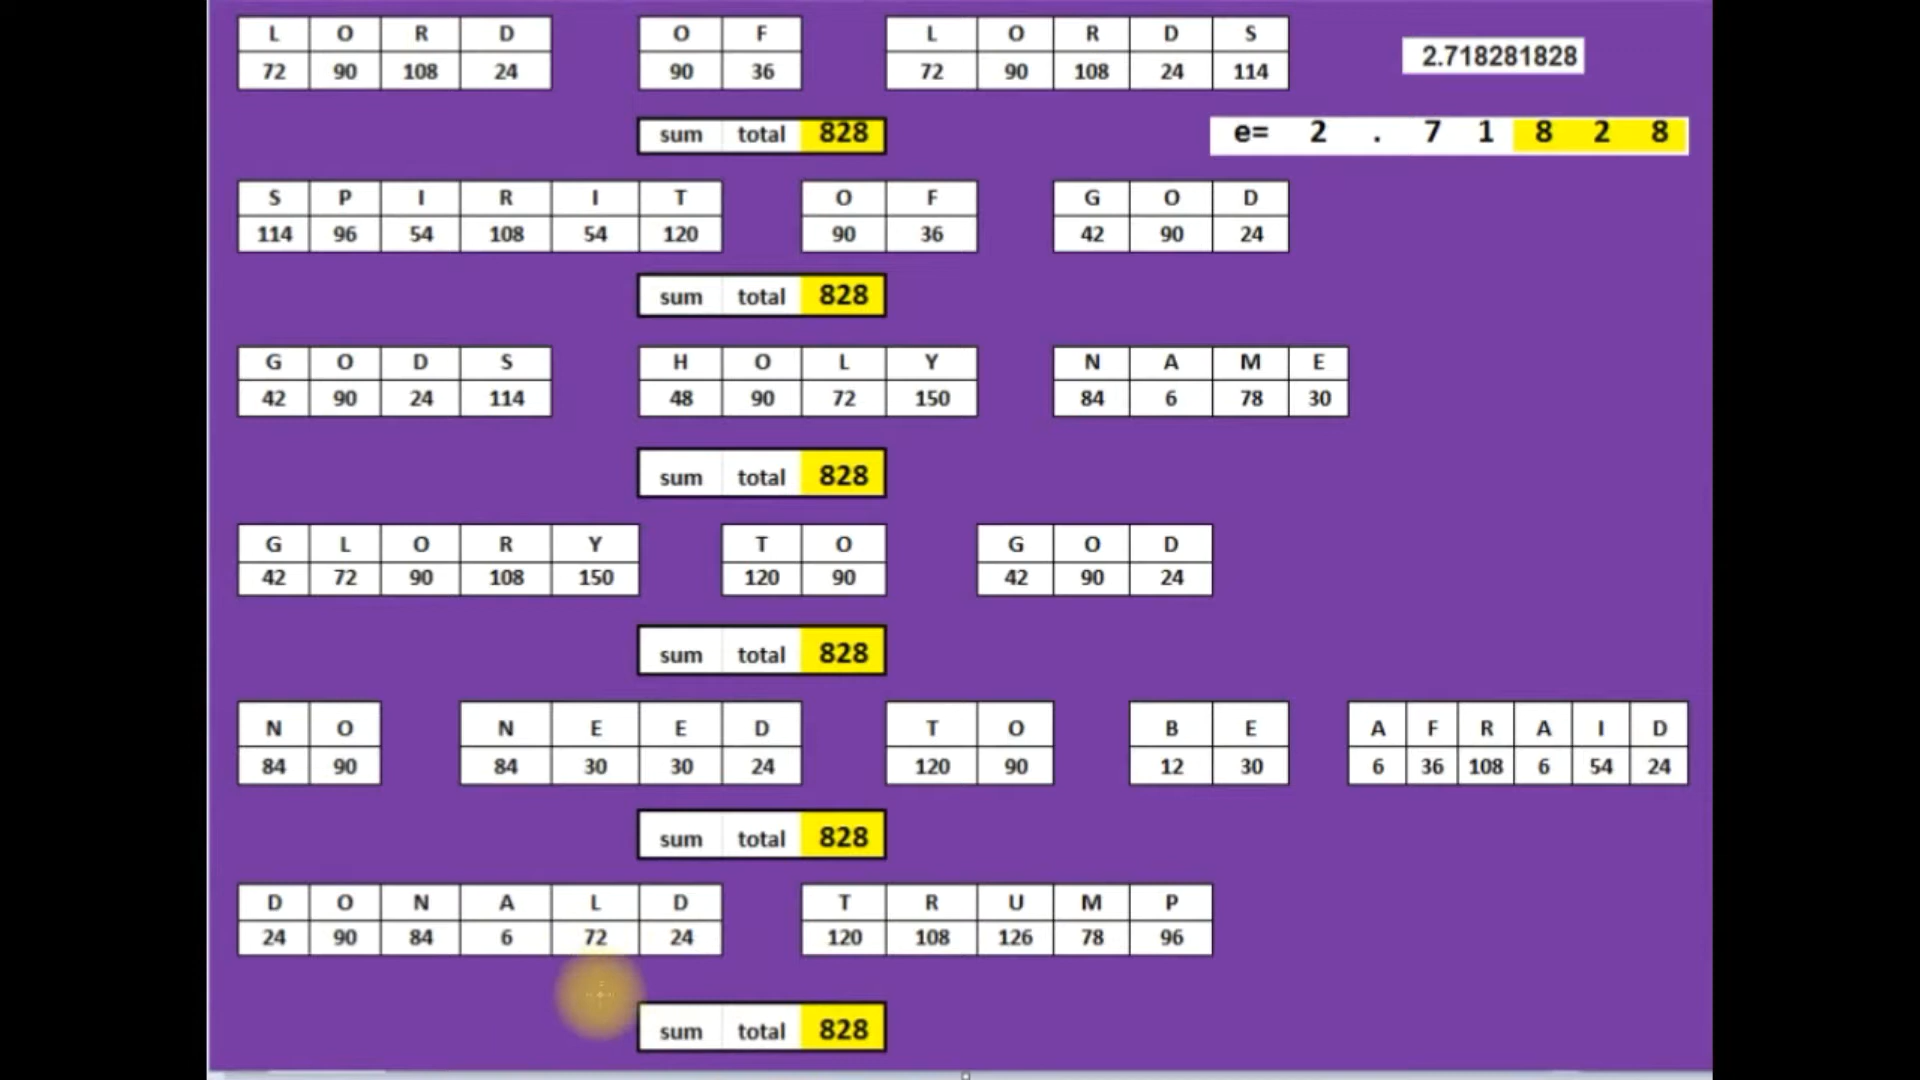 L O R D O F L O R D S 2.718281828
72 90 108 24 90 36 72 90 108 24 114
sum total 828 e= 2 . 7 1 8 2 8
S P I R I T O F G O D
114 96 54 108 54 120 90 36 42 90 24
sum total 828
G O D S H O L Y N A M E
42 90 24 114 48 90 72 150 84 6 78 30
sum total 828
G L O R Y T O G O D
42 72 90 108 150 120 90 42 90 24
sum total 828
N O N E E D T O B E A F R A I D
84 90 84 30 30 24 120 90 12 30 6 36 108 6 54 24
sum total 828
D O N A L D T R U M P
24 90 84 6 72 24 120 108 126 78 96
sum total 828